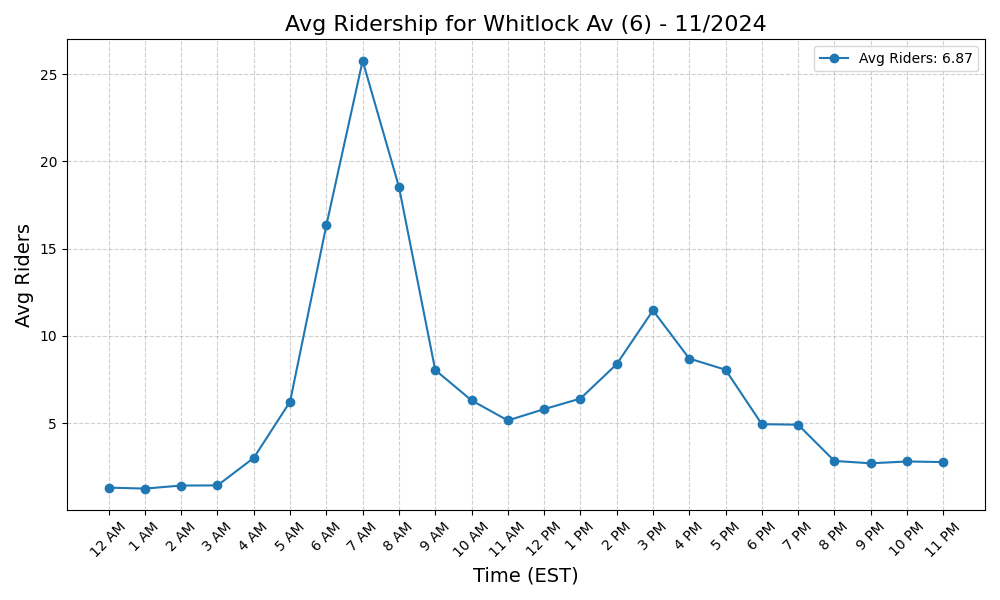 Avg Ridership for Whitlock Av (6) - 11/2024
Avg Riders: 6.87
Avg Riders
25
20
15
10
5
12 AM
1 AM
2 AM
3 AM
4 AM
5 AM
6 AM
7 AM
8 AM
9 AM
10 AM
11 AM
12 PM
1 PM
2 PM
3 PM
4 PM
5 PM
6 PM
7 PM
8 PM
9 PM
10 PM
11 PM
Time (EST)